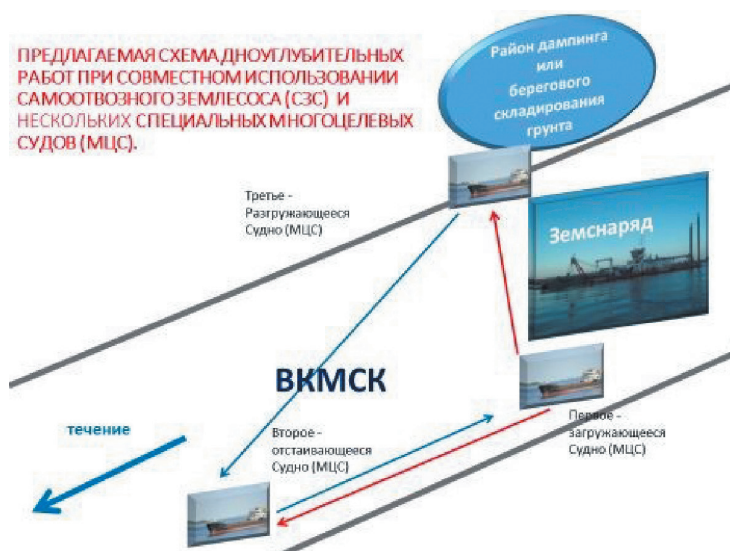 ПРЕДЛАГАЕМАЯ СХЕМА ДНОУГЛУБИТЕЛЬНЫХ
РАБОТ ПРИ СОВМЕСТНОМ ИСПОЛЬЗОВАНИИ
САМООТВОЗНОГО ЗЕМЛЕСОСА (СЗС) И
НЕСКОЛЬКИХ СПЕЦИАЛЬНЫХ МНОГОЦЕЛЕВЫХ
СУДОВ (МЦС).
Район дампинга
или
берегового
складирования
грунта
Третье -
Разгружающееся
Судно (МЦС)
Земснаряд
ВКМСК
течение
Второе -
отстаивающееся
Судно (МЦС)
Первое -
загружающееся
Судно (МЦС)